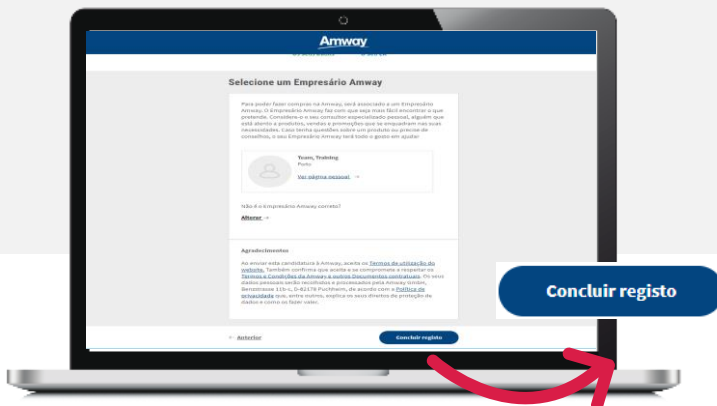 Amway
Selecione um Empresário Amway
Para poder fazer compras na Amway, será associado a um Empresário
Amway. O Empresário Amway faz com que seja mais fácil encontrar o que
pretende. Considere-o o seu consultor especializado pessoal, alguém que
está atento a produtos, vendas e promoções que se enquadram nas suas
necessidades. Caso tenha questões sobre um produto ou precise de
conselhos, o seu Empresário Amway terá todo o gosto em ajudar.
Team, Training
Porto
Ver página pessoal →
Não é o Empresário Amway correto?
Alterar →
Agradecimentos
Ao enviar esta candidatura à Amway, aceita os Termos de utilização do
website. Também confirma que aceita e se compromete a respeitar os
Termos e Condições da Amway e outros Documentos contratuais. Os seus
dados pessoais serão recolhidos e processados pela Amway GmbH,
Benzstrasse 11b-c, D-82178 Puchheim, de acordo com a Política de
privacidade que, entre outros, explica os seus direitos de proteção de
dados e como os fazer valer.
Concluir registo
← Anterior
Concluir registo